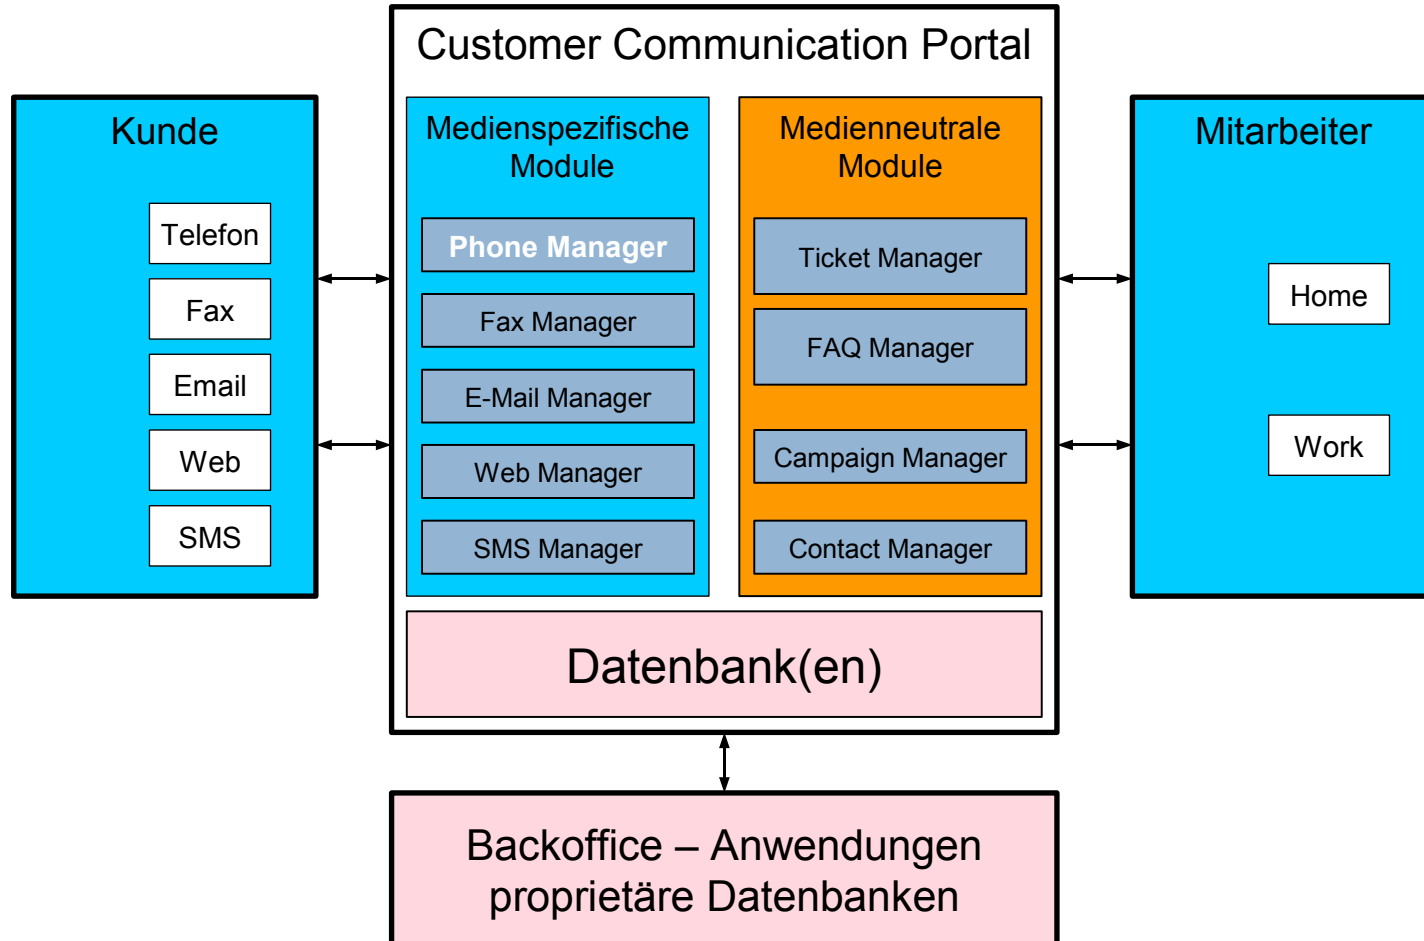 Customer Communication Portal
Kunde
Telefon
Fax
Email
Web
SMS
Medienspezifische
Module
Phone Manager
Fax Manager
E-Mail Manager
Web Manager
SMS Manager
Medienneutrale
Module
Ticket Manager
FAQ Manager
Campaign Manager
Contact Manager
Mitarbeiter
Home
Work
Datenbank(en)
Backoffice – Anwendungen
proprietäre Datenbanken